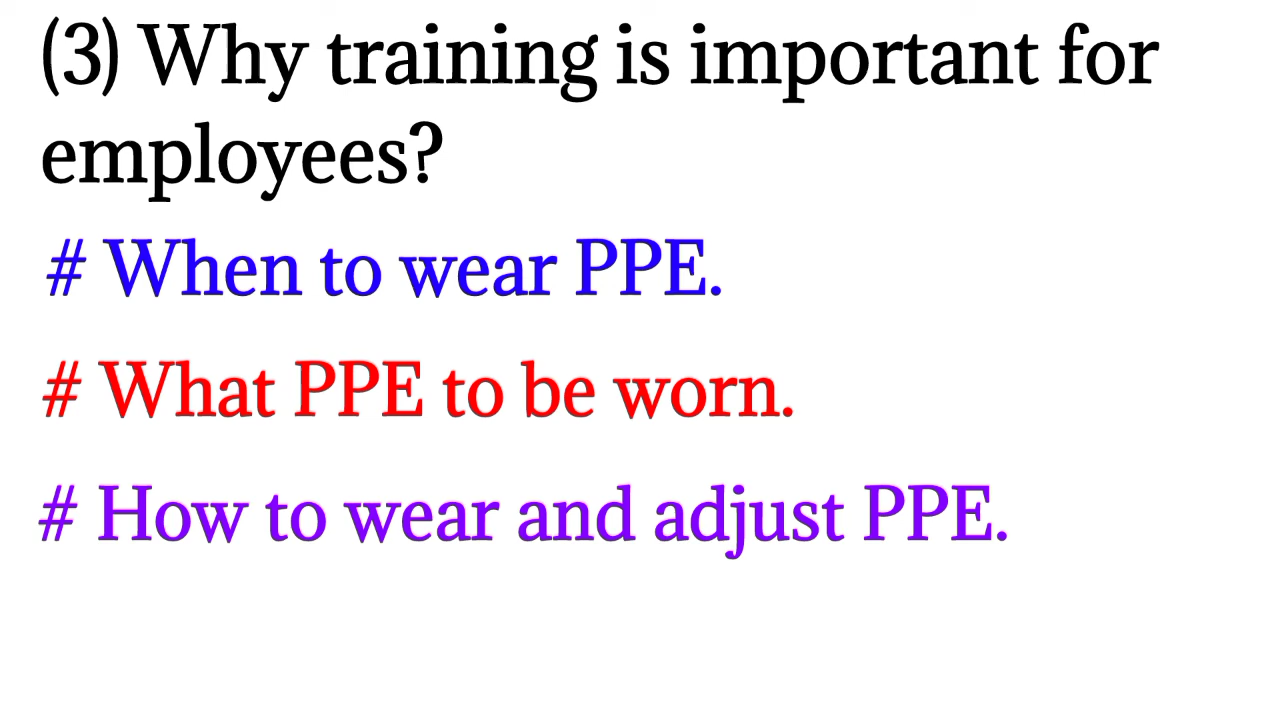 (3) Why training is important for
employees?
# When to wear PPE.
# What PPE to be worn.
# How to wear and adjust PPE.